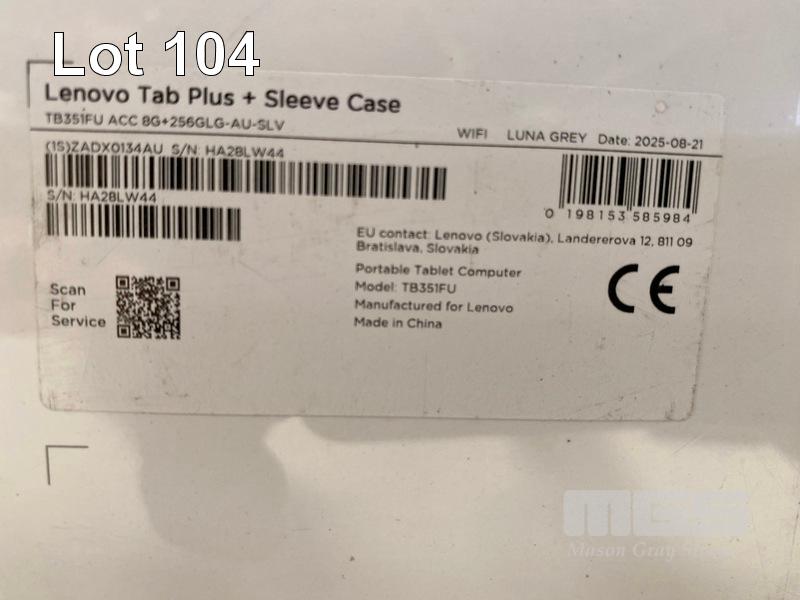 Lot 104
Lenovo Tab Plus + Sleeve Case
TB351FU ACC 8G+256GLG-AU-SLV
WIFI LUNA GREY Date: 2025-08-21
(1S)ZADX0134AU S/N: HA28LW44
S/N: HA28LW44
0 198153 585984
EU contact: Lenovo (Slovakia), Landererova 12, 811 09
Bratislava, Slovakia
Portable Tablet Computer
Model: TB351FU
Manufactured for Lenovo
Made in China
CE
Scan
For
Service
MGS
Mason Gray